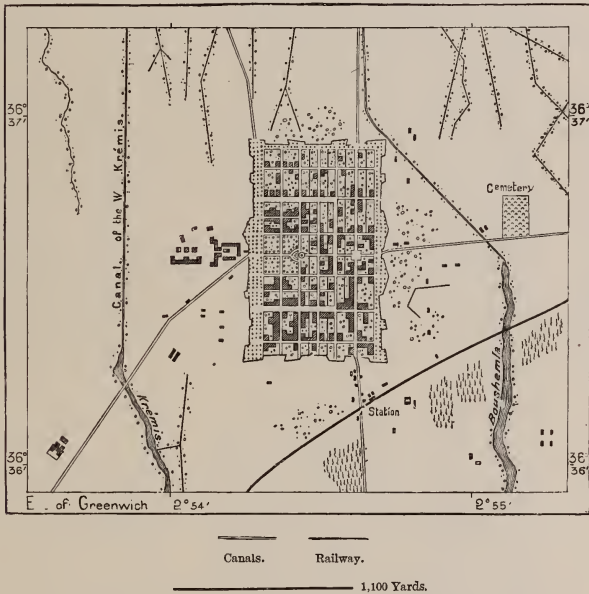 36°
37'
36°
37'
Canal of the W. Krémis.
Cemetery
Krémis
Station
Boushemla
36°
36'
36°
36'
E. of Greenwich 2°54' 2°55'
Canals. Railway.
1,100 Yards.